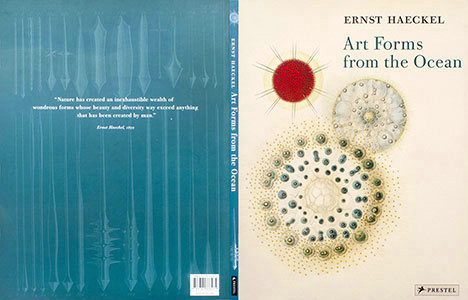 "Nature has created an inexhaustible wealth of
wondrous forms whose beauty and diversity way exceed anything
that has been created by man."
Ernst Haeckel, 1899
ERNST HAECKEL Art Forms from the Ocean
PRESTEL
ERNST HAECKEL
Art Forms
from the Ocean
PRESTEL